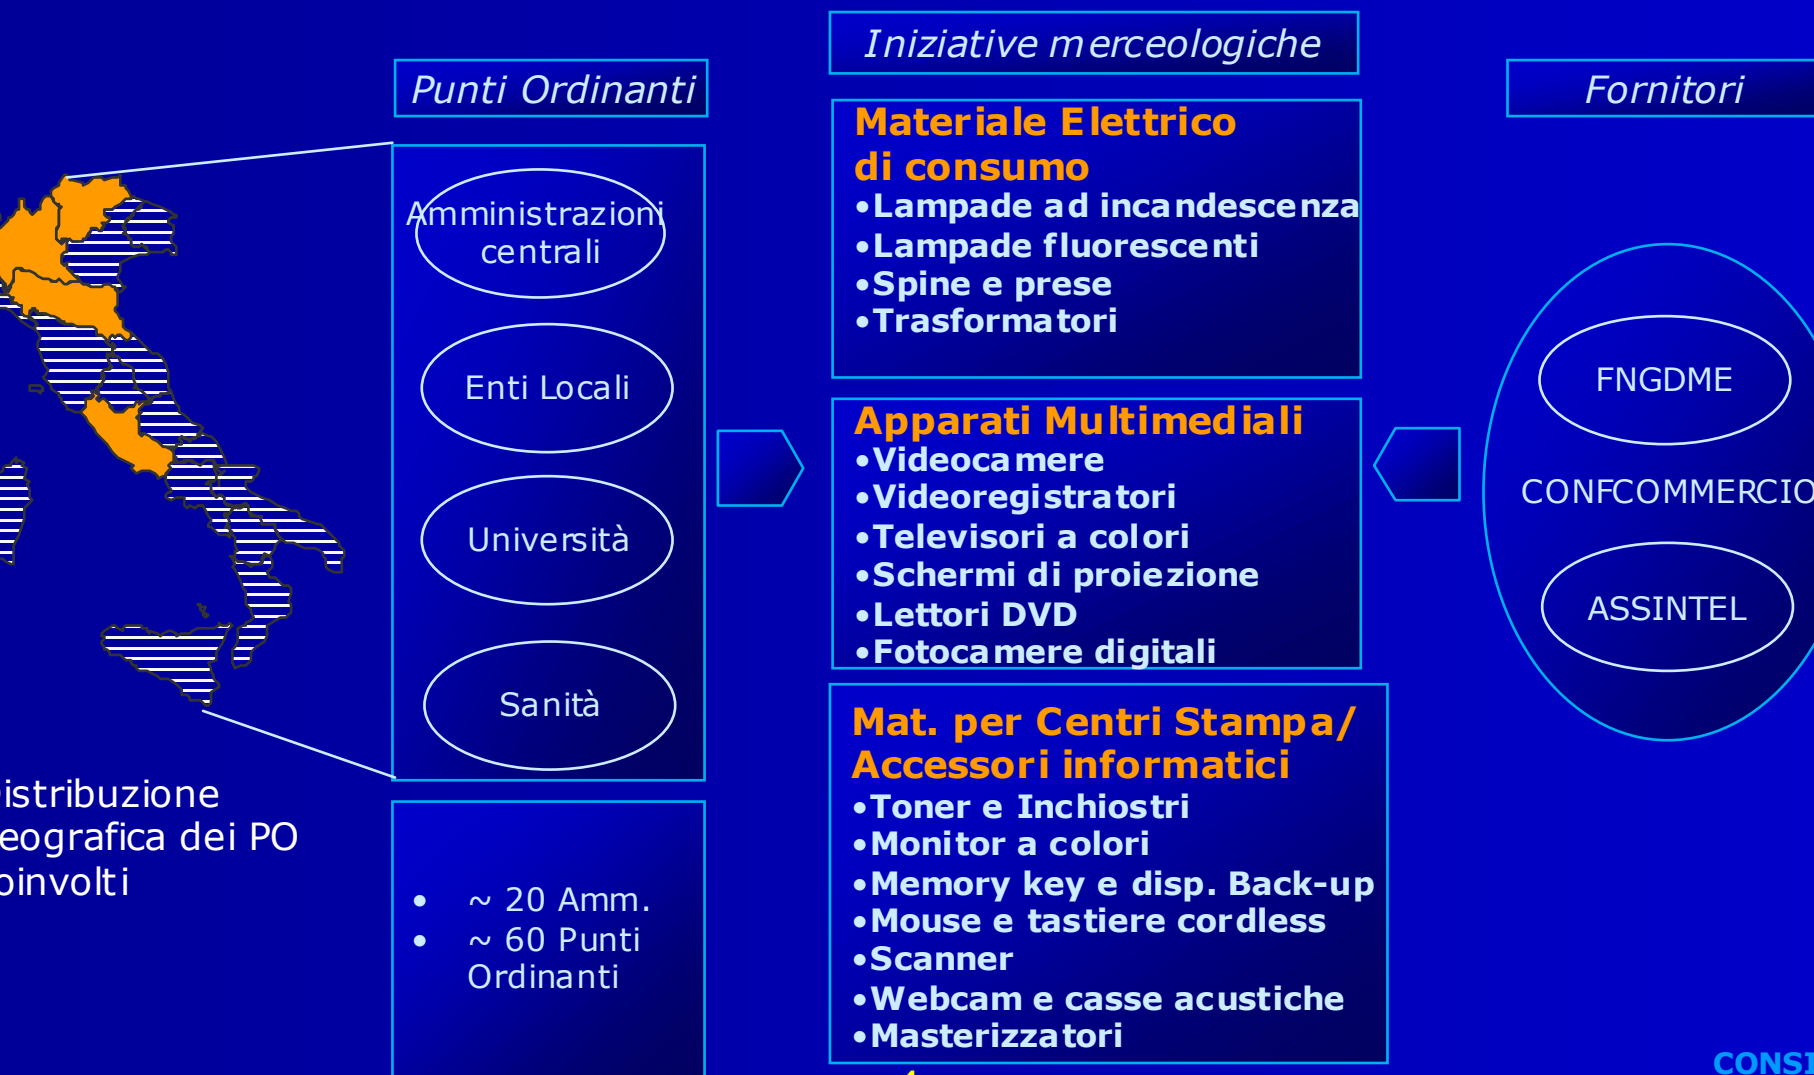 Iniziative merceologiche
Punti Ordinanti
Fornitori
Amministrazioni
centrali
Enti Locali
Università
Sanità
istribuzione
eografica dei PO
oinvolti
• ~ 20 Amm.
• ~ 60 Punti
Ordinanti
Materiale Elettrico
di consumo
•Lampade ad incandescenza
•Lampade fluorescenti
•Spine e prese
•Trasformatori
Apparati Multimediali
•Videocamere
•Videoregistratori
•Televisori a colori
•Schermi di proiezione
•Lettori DVD
•Fotocamere digitali
Mat. per Centri Stampa/
Accessori informatici
•Toner e Inchiostri
•Monitor a colori
•Memory key e disp. Back-up
•Mouse e tastiere cordless
•Scanner
•Webcam e casse acustiche
•Masterizzatori
FNGDME
CONFCOMMERCIO
ASSINTEL
CONSI